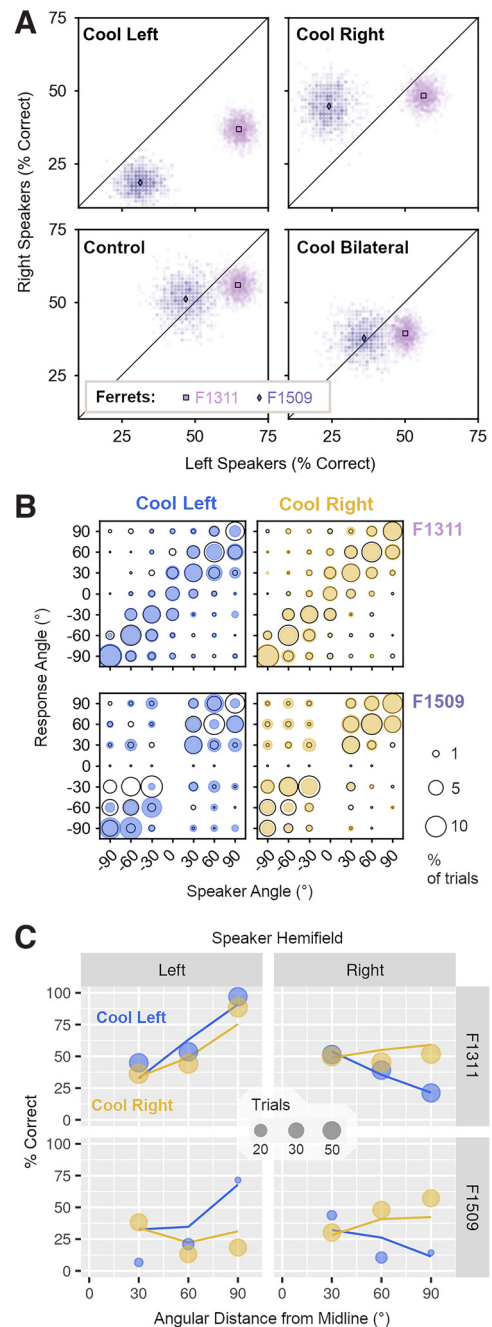 A
Cool Left
Cool Right
75
50
25
Right Speakers (% Correct)
Control
Cool Bilateral
75
50
25
Ferrets: F1311 F1509
25 50 75 25 50 75
Left Speakers (% Correct)
B
Cool Left Cool Right
F1311
90
60
30
0
-30
-60
-90
Response Angle (°)
F1509
90
60
30
0
-30
-60
-90
1
5
10
%
of trials
-90 -60 -30 0 30 60 90 -90 -60 -30 0 30 60 90
Speaker Angle (°)
C
Speaker Hemifield
Left Right
100
75
50
25
0
Cool Left
Cool Right
F1311
Trials
20 30 50
% Correct
100
75
50
25
0
F1509
0 30 60 90 0 30 60 90
Angular Distance from Midline (°)